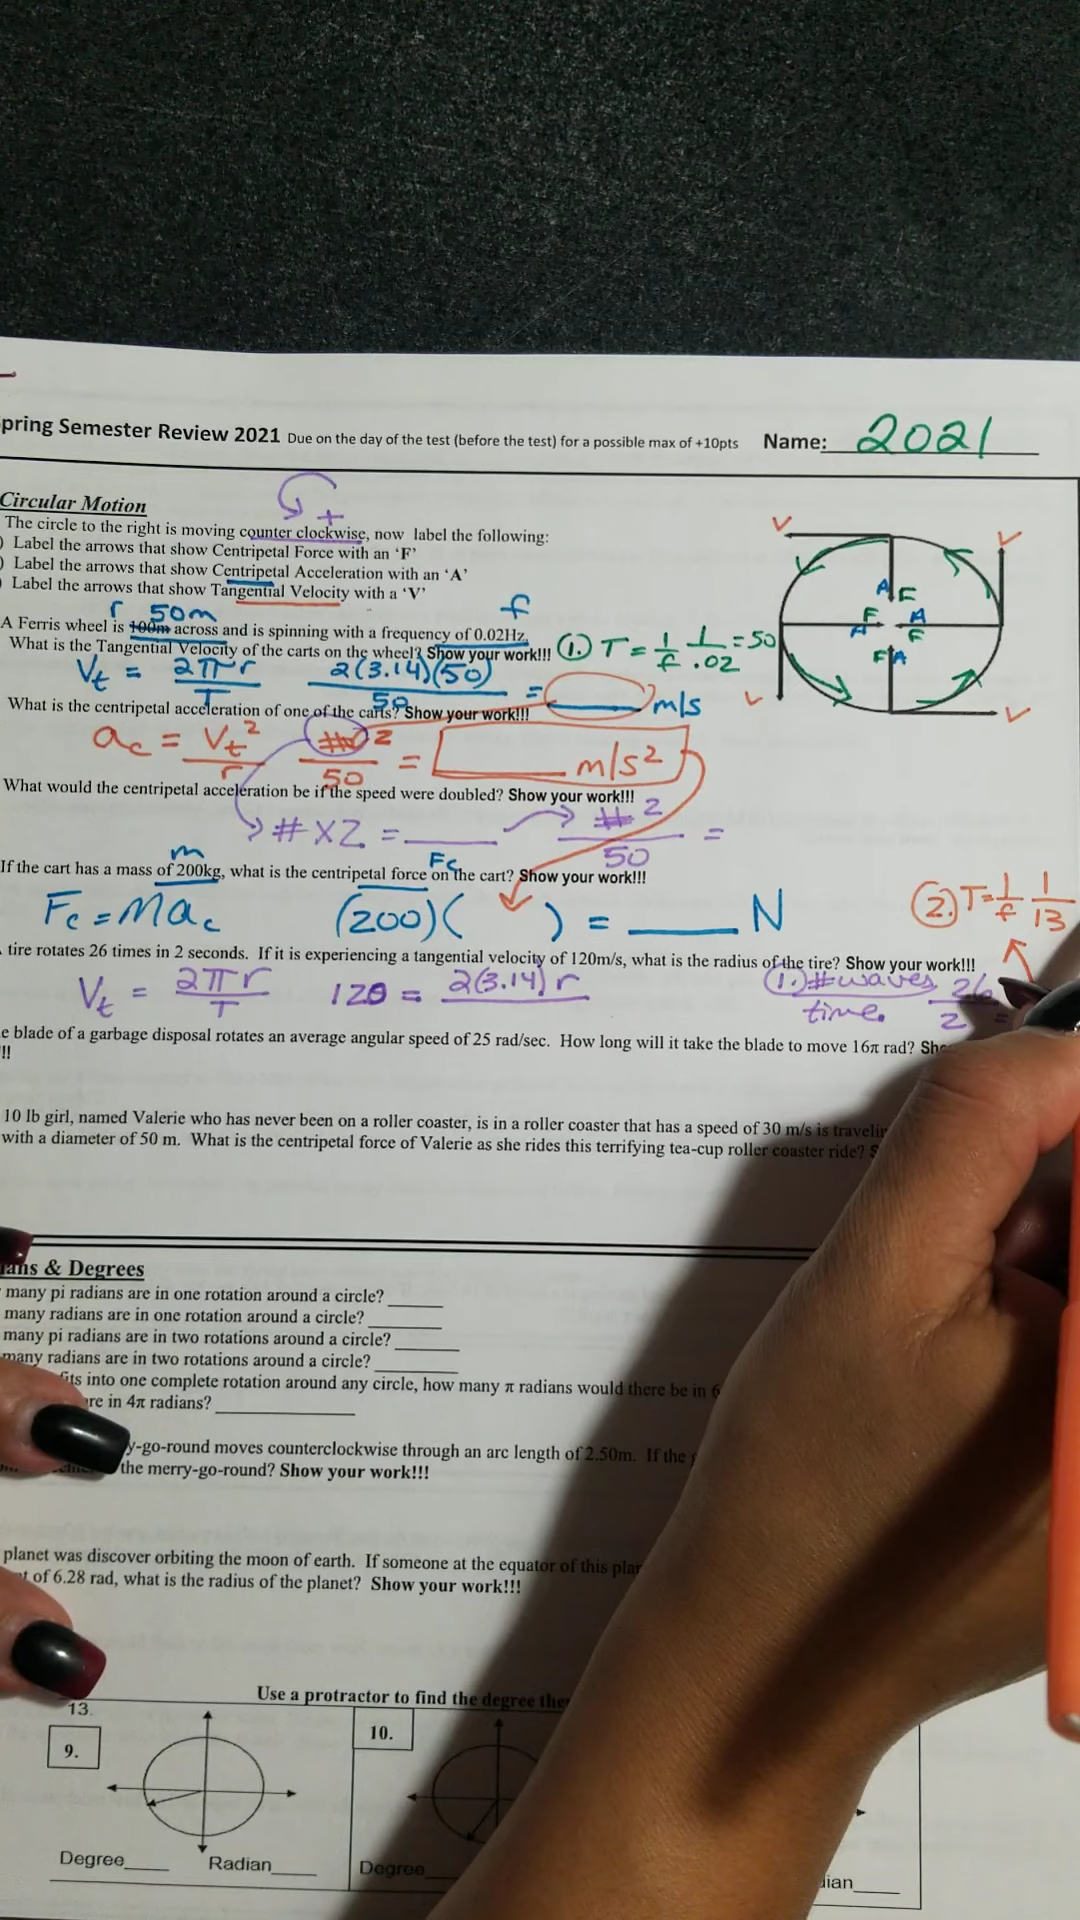 pring Semester Review 2021 Due on the day of the test (before the test) for a possible max of +10pts Name: 2021
Circular Motion
+
The circle to the right is moving counter clockwise, now label the following:
) Label the arrows that show Centripetal Force with an ‘F’
) Label the arrows that show Centripetal Acceleration with an ‘A’
) Label the arrows that show Tangential Velocity with a ‘V’
V
V
A F
F A
A F
F A
V
V
r 50m f
A Ferris wheel is 100m across and is spinning with a frequency of 0.02Hz.
What is the Tangential Velocity of the carts on the wheel? Show your work!!! (1.) T = 1/f 1/.02 = 50
Vt = 2πr/T 2(3.14)(50)/50 = ____ m/s
What is the centripetal acceleration of one of the carts? Show your work!!!
ac = Vt²/r ## 2/50 = ____ m/s²
What would the centripetal acceleration be if the speed were doubled? Show your work!!!
# X2 = ____ # 2/50 =
m Fc
If the cart has a mass of 200kg, what is the centripetal force on the cart? Show your work!!!
Fc = Mac (200)( ) = ____ N
(2.) T = 1/f 1/13
tire rotates 26 times in 2 seconds. If it is experiencing a tangential velocity of 120m/s, what is the radius of the tire? Show your work!!!
Vt = 2πr/T 120 = 2(3.14)r (1.) #waves/time. 26/2 =
e blade of a garbage disposal rotates an average angular speed of 25 rad/sec. How long will it take the blade to move 16π rad?
!!
10 lb girl, named Valerie who has never been on a roller coaster, is in a roller coaster that has a speed of 30 m/s is
with a diameter of 50 m. What is the centripetal force of Valerie as she rides this terrifying tea-cup roller coaster ride?
& Degrees
many pi radians are in one rotation around a circle? ____
many radians are in one rotation around a circle? ____
many pi radians are in two rotations around a circle? ____
many radians are in two rotations around a circle? ____
fits into one complete rotation around any circle, how many π radians would there be in 6
re in 4π radians? ____
y-go-round moves counterclockwise through an arc length of 2.50m. If the
the merry-go-round? Show your work!!!
planet was discover orbiting the moon of earth. If someone at the equator of this
of 6.28 rad, what is the radius of the planet? Show your work!!!
Use a protractor to find the degree
13.
9.
10.
Degree____ Radian____
Degree
dian____